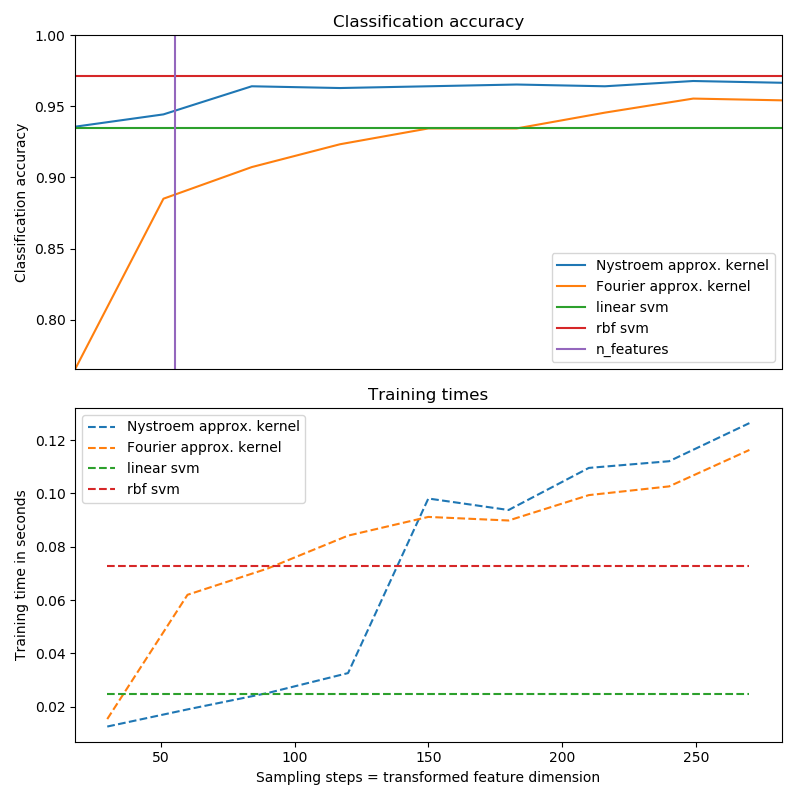 Classification accuracy
1.00
0.95
0.90
0.85
0.80
Classification accuracy
Nystroem approx. kernel
Fourier approx. kernel
linear svm
rbf svm
n_features
Training times
0.12
0.10
0.08
0.06
0.04
0.02
Training time in seconds
Nystroem approx. kernel
Fourier approx. kernel
linear svm
rbf svm
50
100
150
200
250
Sampling steps = transformed feature dimension